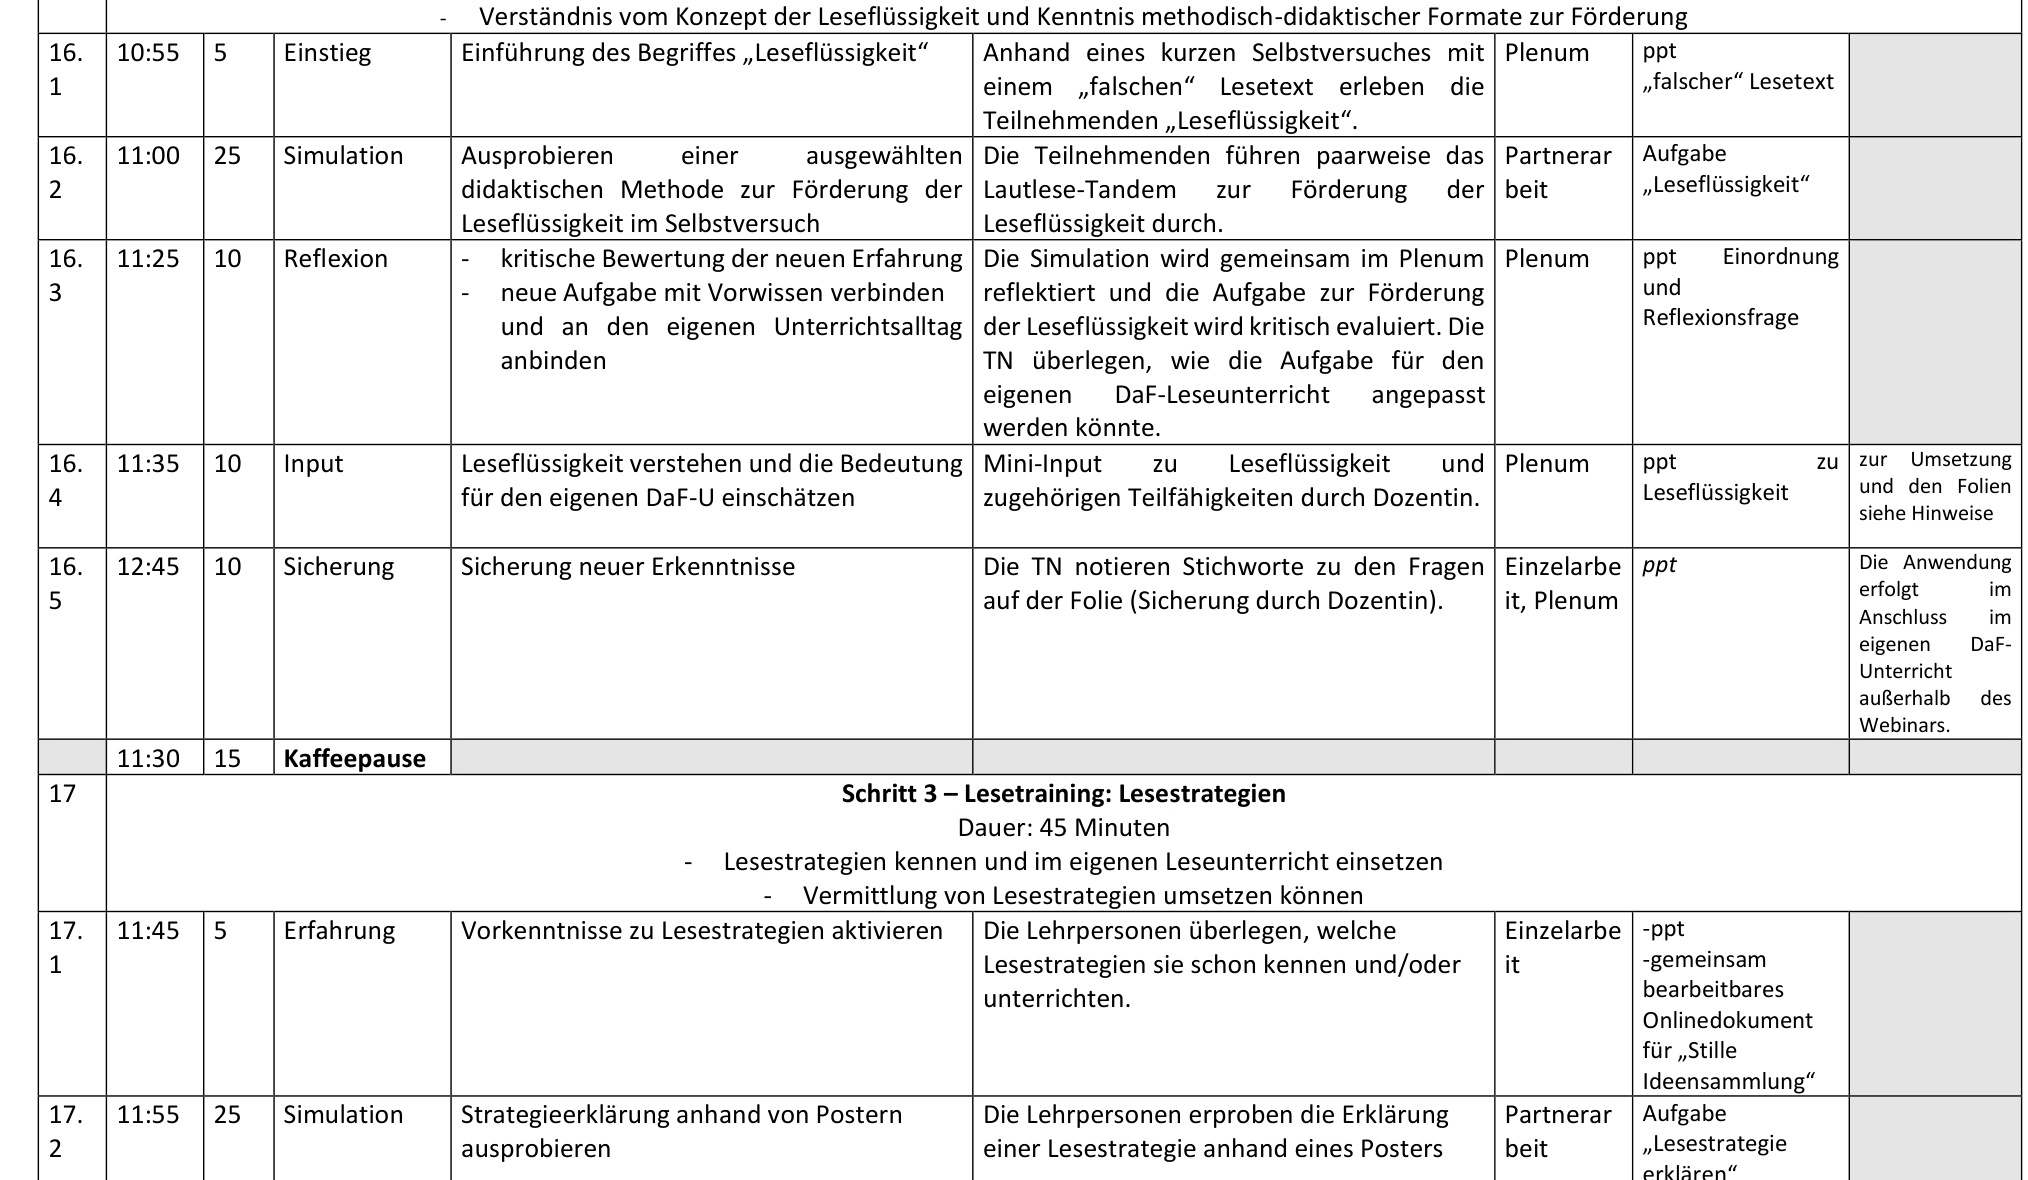 - Verständnis vom Konzept der Leseflüssigkeit und Kenntnis methodisch-didaktischer Formate zur Förderung
16.
1
10:55
5
Einstieg
Einführung des Begriffes „Leseflüssigkeit“
Anhand eines kurzen Selbstversuches mit
einem „falschen“ Lesetext erleben die
Teilnehmenden „Leseflüssigkeit“.
Plenum
ppt
„falscher“ Lesetext
16.
2
11:00
25
Simulation
Ausprobieren einer ausgewählten
didaktischen Methode zur Förderung der
Leseflüssigkeit im Selbstversuch
Die Teilnehmenden führen paarweise das
Lautlese-Tandem zur Förderung der
Leseflüssigkeit durch.
Partnerar
beit
Aufgabe
„Leseflüssigkeit“
16.
3
11:25
10
Reflexion
- kritische Bewertung der neuen Erfahrung
- neue Aufgabe mit Vorwissen verbinden
und an den eigenen Unterrichtsalltag
anbinden
Die Simulation wird gemeinsam im Plenum
reflektiert und die Aufgabe zur Förderung
der Leseflüssigkeit wird kritisch evaluiert. Die
TN überlegen, wie die Aufgabe für den
eigenen DaF-Leseunterricht angepasst
werden könnte.
Plenum
ppt Einordnung
und
Reflexionsfrage
16.
4
11:35
10
Input
Leseflüssigkeit verstehen und die Bedeutung
für den eigenen DaF-U einschätzen
Mini-Input zu Leseflüssigkeit und
zugehörigen Teilfähigkeiten durch Dozentin.
Plenum
ppt zu
Leseflüssigkeit
zur Umsetzung
und den Folien
siehe Hinweise
16.
5
12:45
10
Sicherung
Sicherung neuer Erkenntnisse
Die TN notieren Stichworte zu den Fragen
auf der Folie (Sicherung durch Dozentin).
Einzelarbe
it, Plenum
ppt
Die Anwendung
erfolgt im
Anschluss im
eigenen DaF-
Unterricht
außerhalb des
Webinars.
11:30
15
Kaffeepause
17
Schritt 3 – Lesetraining: Lesestrategien
Dauer: 45 Minuten
- Lesestrategien kennen und im eigenen Leseunterricht einsetzen
- Vermittlung von Lesestrategien umsetzen können
17.
1
11:45
5
Erfahrung
Vorkenntnisse zu Lesestrategien aktivieren
Die Lehrpersonen überlegen, welche
Lesestrategien sie schon kennen und/oder
unterrichten.
Einzelarbe
it
-ppt
-gemeinsam
bearbeitbares
Onlinedokument
für „Stille
Ideensammlung“
17.
2
11:55
25
Simulation
Strategieerklärung anhand von Postern
ausprobieren
Die Lehrpersonen erproben die Erklärung
einer Lesestrategie anhand eines Posters
Partnerar
beit
Aufgabe
„Lesestrategie
erklären“